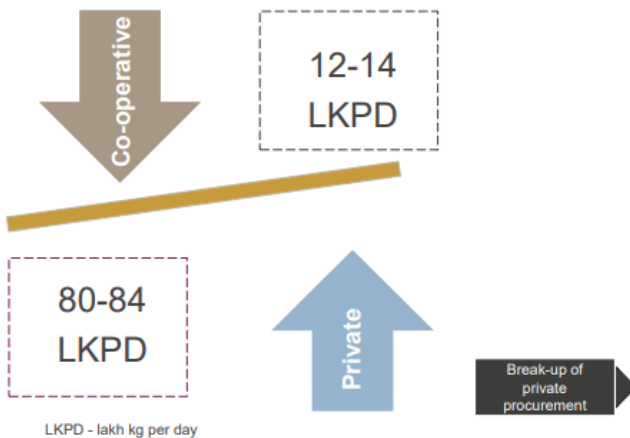 Co-operative
12-14
LKPD
80-84
LKPD
Private
Break-up of
private
procurement
LKPD - lakh kg per day